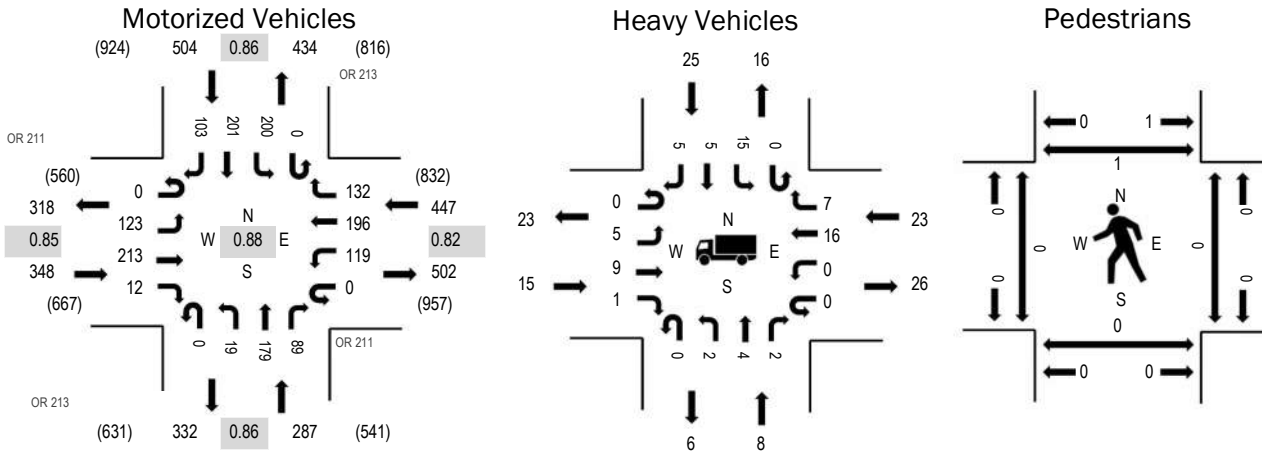 Motorized Vehicles
(924) 504 0.86 434 (816)
OR 213
103 201 200 0
OR 211
(560) 0 132 (832)
318 123 196 447
0.85 213 119 0.82
348 12 0 502
(667) (957)
N
W 0.88 E
S
0 19 179 89
OR 211
OR 213
(631) 332 0.86 287 (541)
Heavy Vehicles
25 16
5 5 15 0
0 7
23 5 16 23
15 9 0 26
1 0
N
W E
S
0 2 4 2
6 8
Pedestrians
0 1
1
N
0 0 0 0
W E
0 0
S
0
0 0